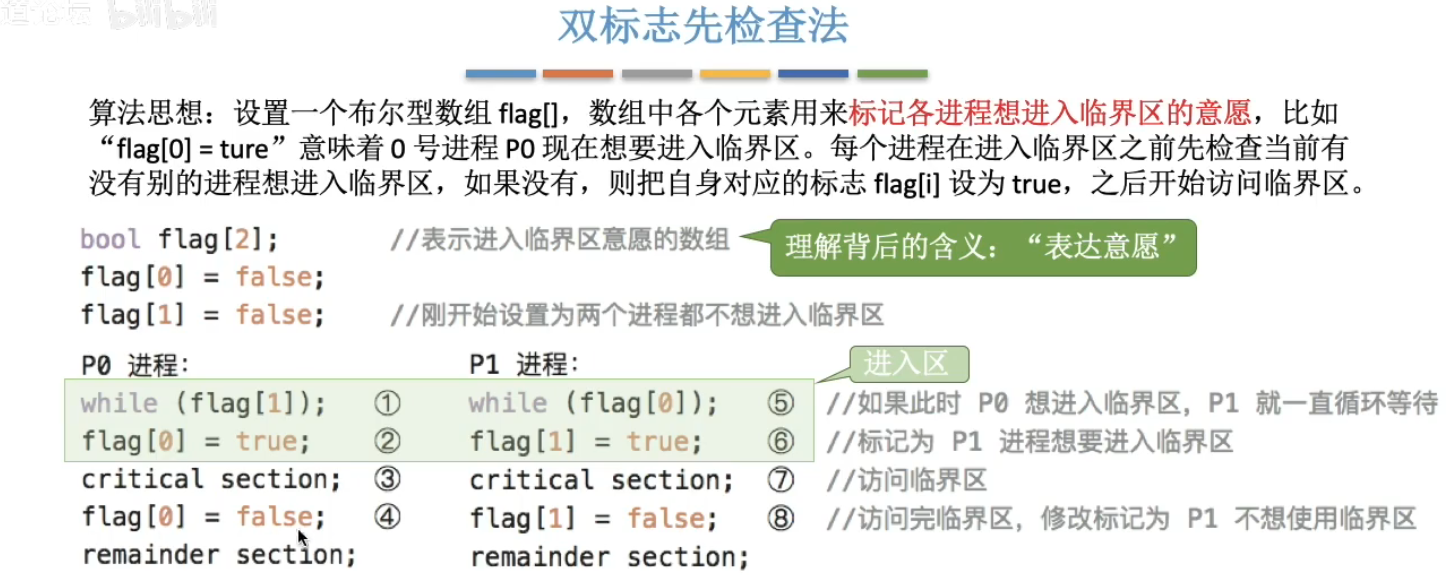 双标志先检查法
算法思想：设置一个布尔型数组 flag[]，数组中各个元素用来标记各进程想进入临界区的意愿，比如
“flag[0] = ture”意味着 0 号进程 P0 现在想要进入临界区。每个进程在进入临界区之前先检查当前有
没有别的进程想进入临界区，如果没有，则把自身对应的标志 flag[i] 设为 true，之后开始访问临界区。
bool flag[2]; //表示进入临界区意愿的数组 理解背后的含义：“表达意愿”
flag[0] = false;
flag[1] = false; //刚开始设置为两个进程都不想进入临界区
P0 进程: P1 进程: 进入区
while (flag[1]); ① while (flag[0]); ⑤ //如果此时 P0 想进入临界区，P1 就一直循环等待
flag[0] = true; ② flag[1] = true; ⑥ //标记为 P1 进程想要进入临界区
critical section; ③ critical section; ⑦ //访问临界区
flag[0] = false; ④ flag[1] = false; ⑧ //访问完临界区，修改标记为 P1 不想使用临界区
remainder section; remainder section;